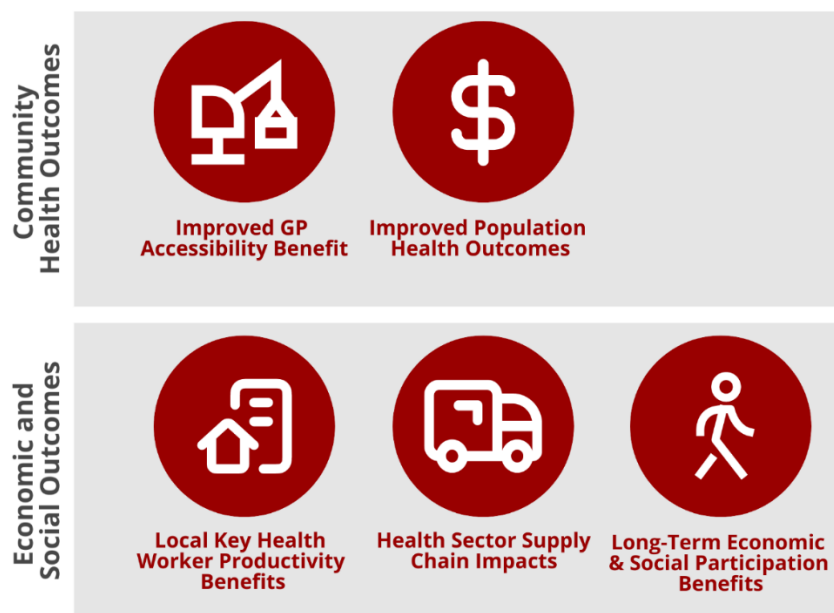 Community
Health Outcomes
Improved GP
Accessibility Benefit
Improved Population
Health Outcomes
Economic and
Social Outcomes
Local Key Health
Worker Productivity
Benefits
Health Sector Supply
Chain Impacts
Long-Term Economic
& Social Participation
Benefits